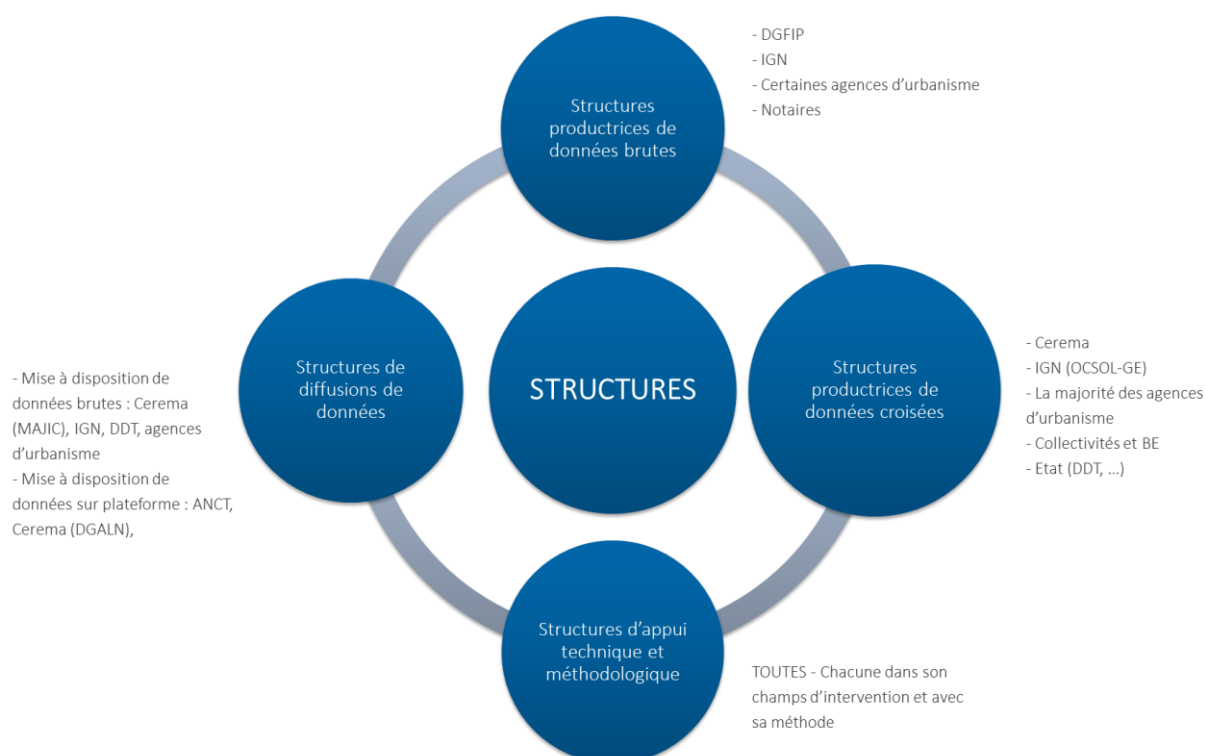 - DGFIP
- IGN
- Certaines agences d'urbanisme
- Notaires
Structures
productrices de
données brutes
Structures de
diffusions de
données
STRUCTURES
Structures
productrices de
données croisées
- Cerema
- IGN (OCSOL-GE)
- La majorité des agences
d'urbanisme
- Collectivités et BE
- Etat (DDT, ...)
- Mise à disposition de
données brutes : Cerema
(MAJIC), IGN, DDT, agences
d'urbanisme
- Mise à disposition de
données sur plateforme : ANCT,
Cerema (DGALN),
Structures d'appui
technique et
méthodologique
TOUTES - Chacune dans son
champs d'intervention et avec
sa méthode